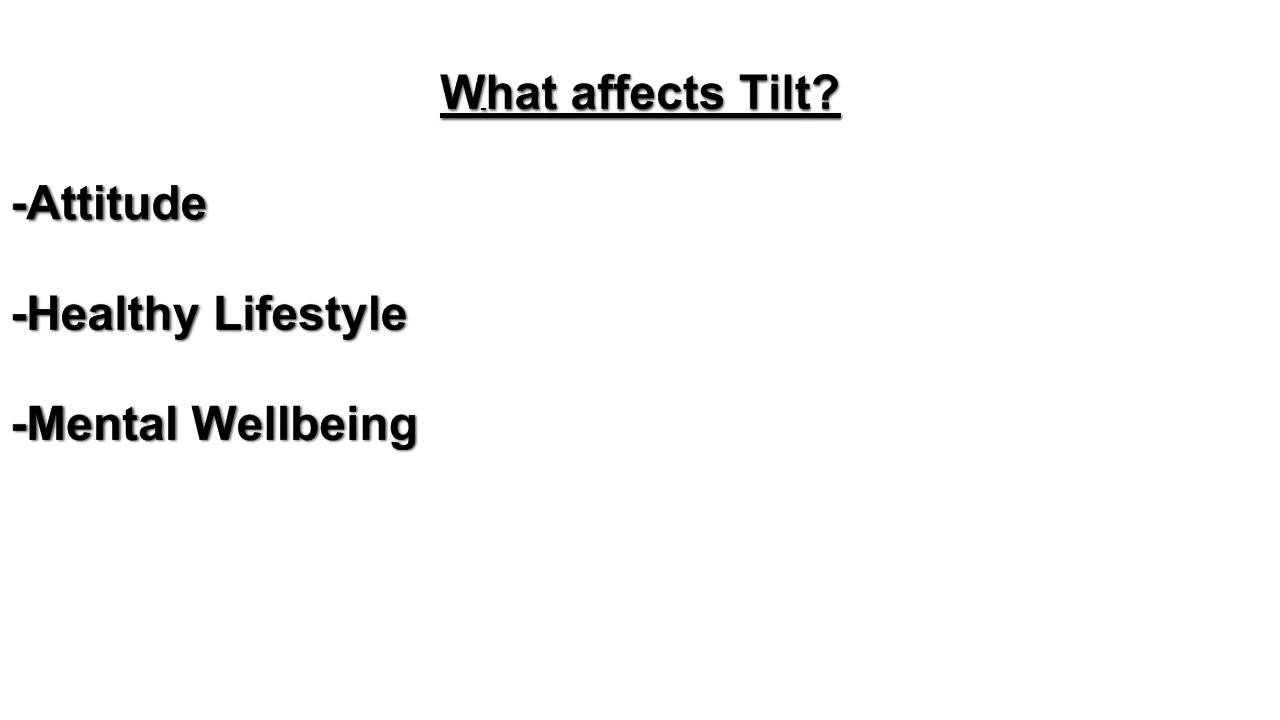 What affects Tilt?
-Attitude
-Healthy Lifestyle
-Mental Wellbeing